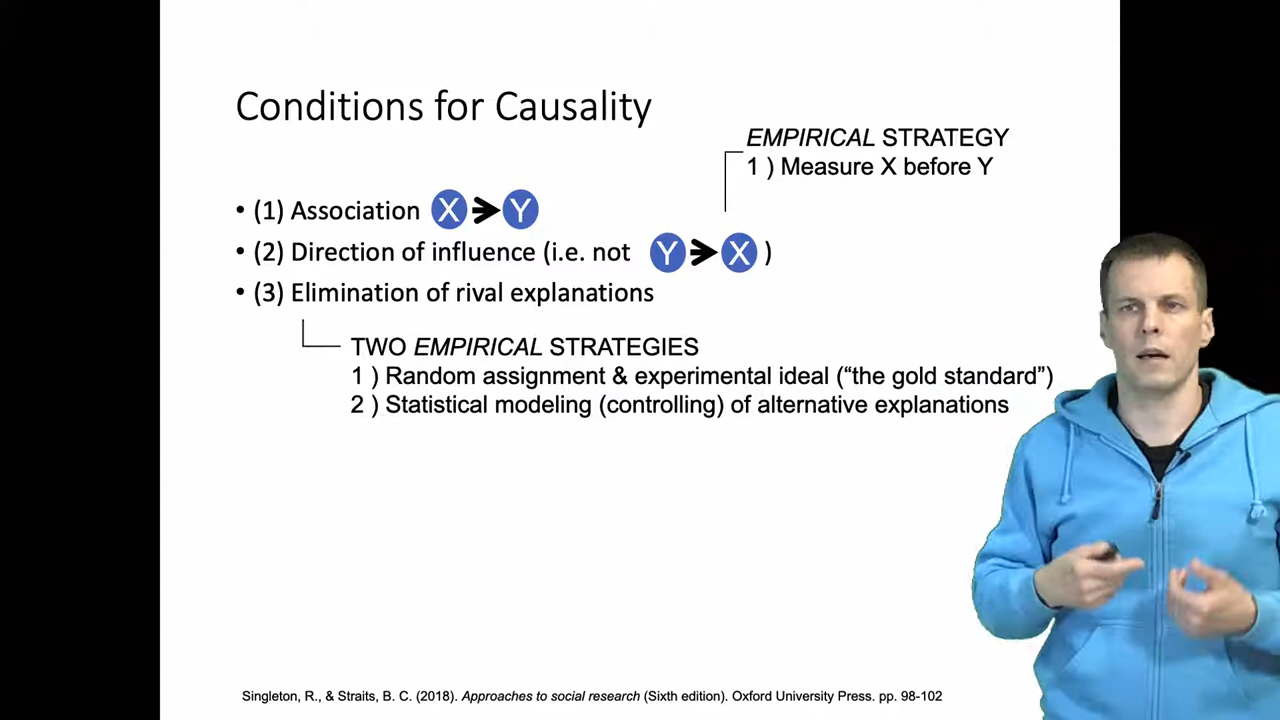 Conditions for Causality
EMPIRICAL STRATEGY
1 ) Measure X before Y
• (1) Association X Y
• (2) Direction of influence (i.e. not Y X )
• (3) Elimination of rival explanations
TWO EMPIRICAL STRATEGIES
1 ) Random assignment & experimental ideal (“the gold standard”)
2 ) Statistical modeling (controlling) of alternative explanations
Singleton, R., & Straits, B. C. (2018). Approaches to social research (Sixth edition). Oxford University Press. pp. 98-102